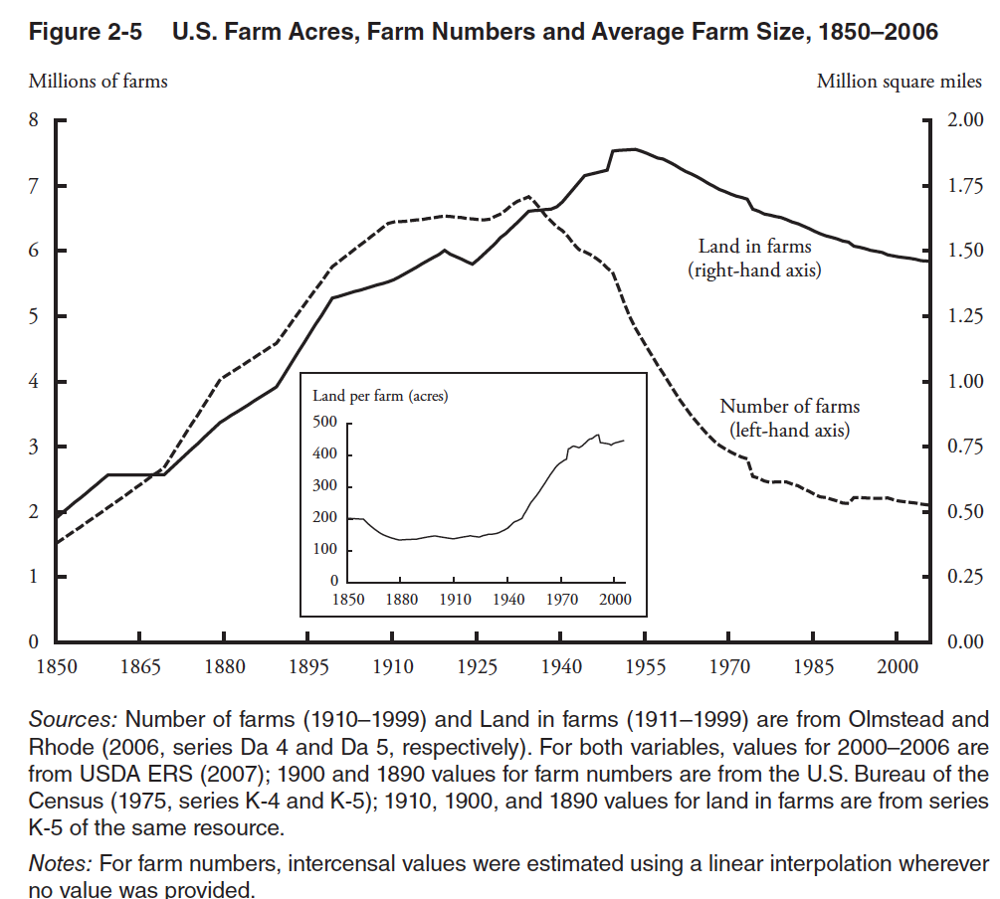 Figure 2-5 U.S. Farm Acres, Farm Numbers and Average Farm Size, 1850–2006
Millions of farms
Million square miles
8
7
6
5
4
3
2
1
0
2.00
1.75
1.50
1.25
1.00
0.75
0.50
0.25
0.00
Land in farms
(right-hand axis)
Number of farms
(left-hand axis)
Land per farm (acres)
500
400
300
200
100
0
1850 1880 1910 1940 1970 2000
1850 1865 1880 1895 1910 1925 1940 1955 1970 1985 2000
Sources: Number of farms (1910–1999) and Land in farms (1911–1999) are from Olmstead and
Rhode (2006, series Da 4 and Da 5, respectively). For both variables, values for 2000–2006 are
from USDA ERS (2007); 1900 and 1890 values for farm numbers are from the U.S. Bureau of the
Census (1975, series K-4 and K-5); 1910, 1900, and 1890 values for land in farms are from series
K-5 of the same resource.
Notes: For farm numbers, intercensal values were estimated using a linear interpolation wherever
no value was provided.